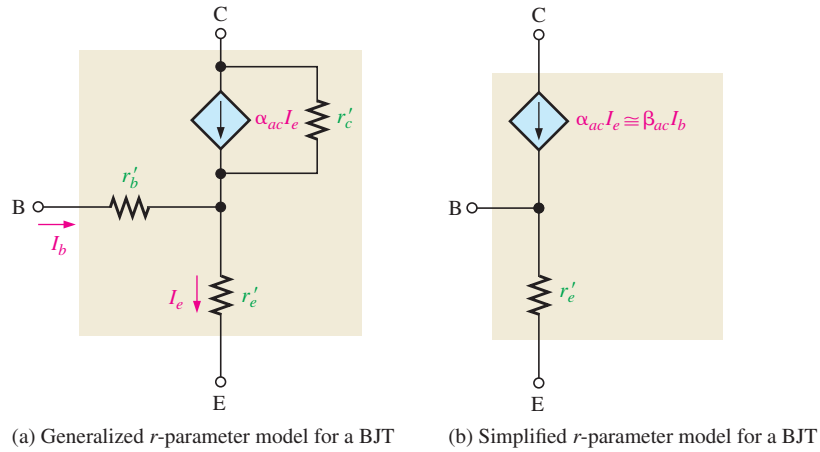 C
α_ac I_e
r′_c
r′_b
B
I_b
I_e
r′_e
E
(a) Generalized r-parameter model for a BJT
C
α_ac I_e ≅ β_ac I_b
B
r′_e
E
(b) Simplified r-parameter model for a BJT